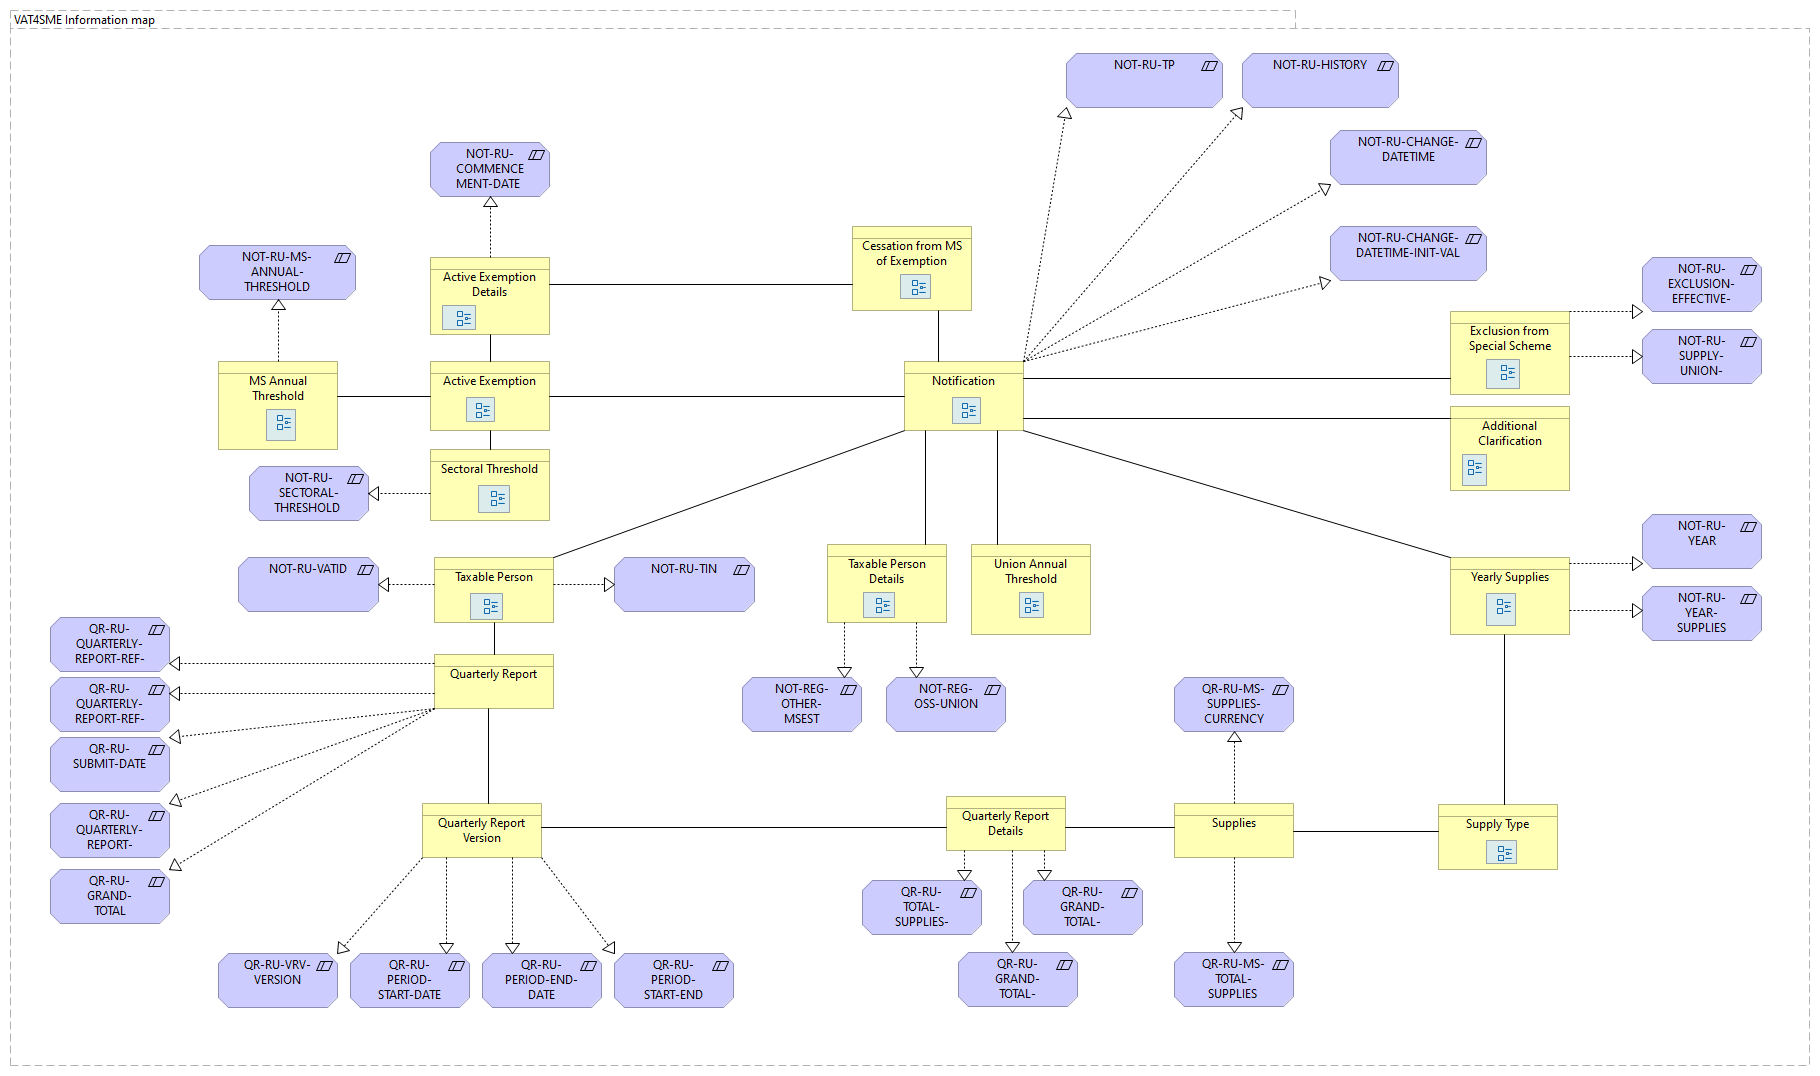 VAT4SME Information map
NOT-RU-TP
NOT-RU-HISTORY
NOT-RU-CHANGE-
DATETIME
NOT-RU-
COMMENCE
MENT-DATE
NOT-RU-CHANGE-
DATETIME-INIT-VAL
Cessation from MS
of Exemption
NOT-RU-MS-
ANNUAL-
THRESHOLD
Active Exemption
Details
NOT-RU-
EXCLUSION-
EFFECTIVE-
Exclusion from
Special Scheme
NOT-RU-
SUPPLY-
UNION-
MS Annual
Threshold
Active Exemption
Notification
Additional
Clarification
Sectoral Threshold
NOT-RU-
SECTORAL-
THRESHOLD
NOT-RU-
YEAR
NOT-RU-VATID
Taxable Person
NOT-RU-TIN
Taxable Person
Details
Union Annual
Threshold
Yearly Supplies
NOT-RU-
YEAR-
SUPPLIES
QR-RU-
QUARTERLY-
REPORT-REF-
Quarterly Report
QR-RU-
QUARTERLY-
REPORT-REF-
NOT-REG-
OTHER-
MSEST
NOT-REG-
OSS-UNION
QR-RU-MS-
SUPPLIES-
CURRENCY
QR-RU-
SUBMIT-DATE
QR-RU-
QUARTERLY-
REPORT-
Quarterly Report
Version
Quarterly Report
Details
Supplies
Supply Type
QR-RU-
GRAND-
TOTAL
QR-RU-
TOTAL-
SUPPLIES-
QR-RU-
GRAND-
TOTAL-
QR-RU-VRV-
VERSION
QR-RU-
PERIOD-
START-DATE
QR-RU-
PERIOD-END-
DATE
QR-RU-
PERIOD-
START-END
QR-RU-
GRAND-
TOTAL-
QR-RU-MS-
TOTAL-
SUPPLIES